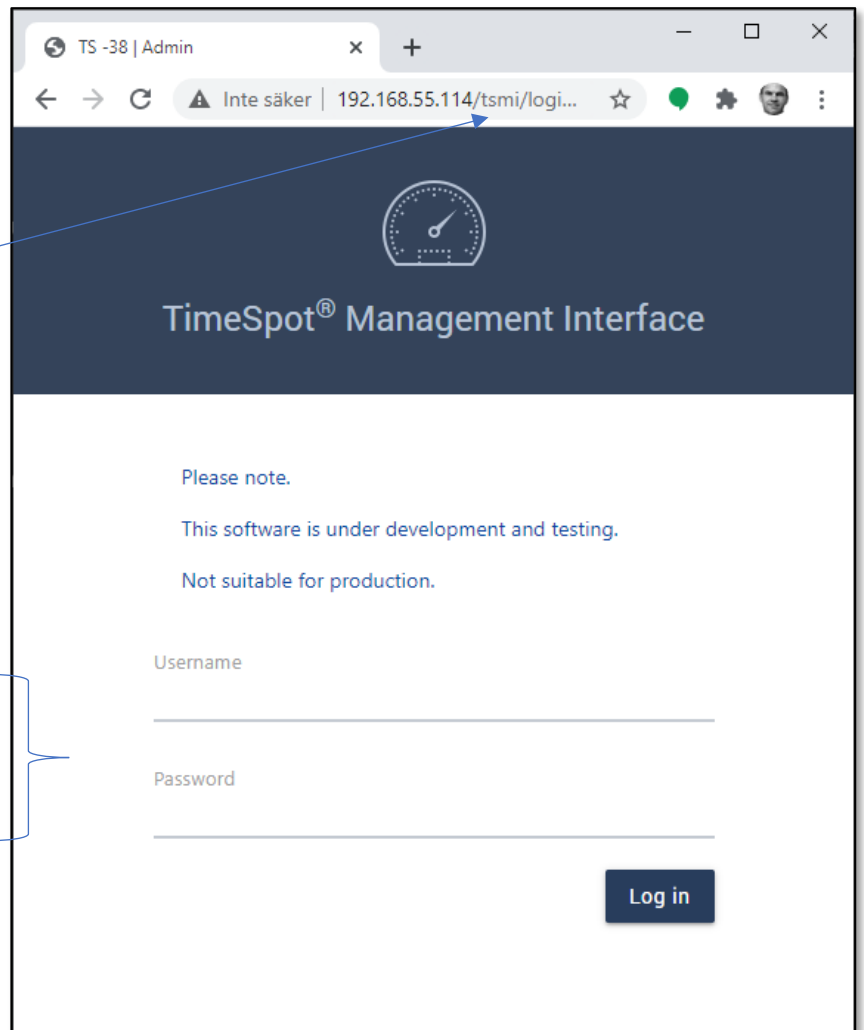 TS -38 | Admin
Inte säker | 192.168.55.114/tsmi/logi...
TimeSpot® Management Interface
Please note.
This software is under development and testing.
Not suitable for production.
Username
Password
Log in